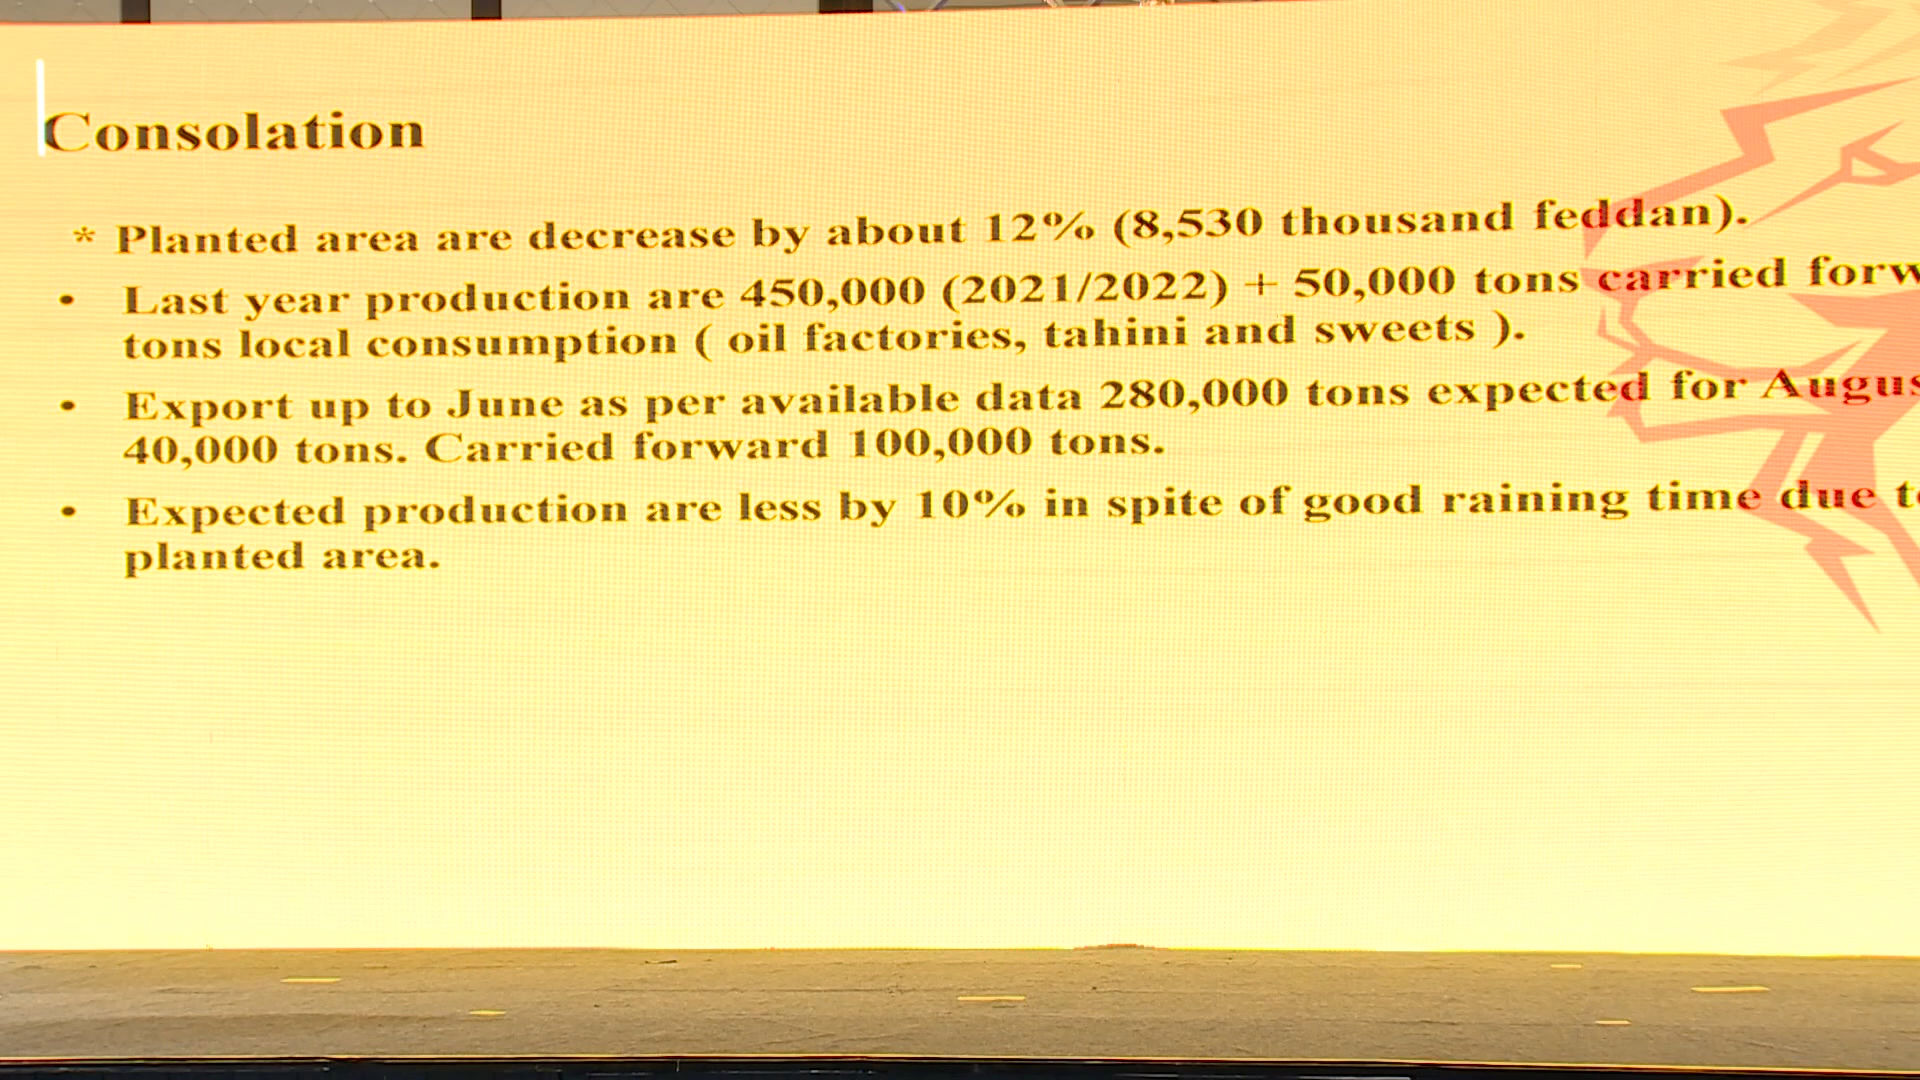 Consolation
* Planted area are decrease by about 12% (8,530 thousand feddan).
• Last year production are 450,000 (2021/2022) + 50,000 tons carried
tons local consumption ( oil factories, tahini and sweets ).
• Export up to June as per available data 280,000 tons expected for
40,000 tons. Carried forward 100,000 tons.
• Expected production are less by 10% in spite of good raining time due
planted area.